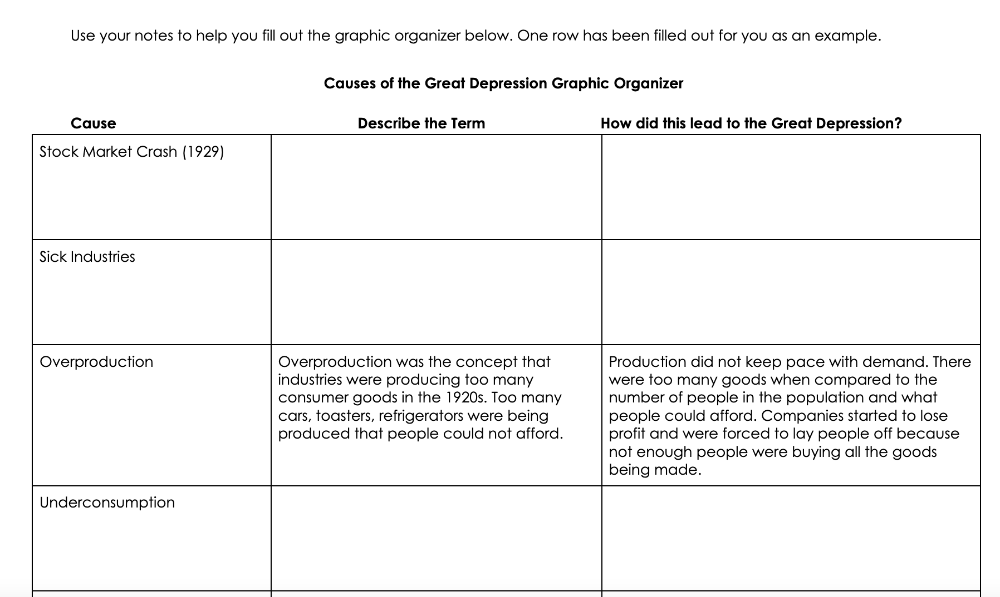 Use your notes to help you fill out the graphic organizer below. One row has been filled out for you as an example.
Causes of the Great Depression Graphic Organizer
Cause Describe the Term How did this lead to the Great Depression?
Stock Market Crash (1929)
Sick Industries
Overproduction
Overproduction was the concept that
industries were producing too many
consumer goods in the 1920s. Too many
cars, toasters, refrigerators were being
produced that people could not afford.
Production did not keep pace with demand. There
were too many goods when compared to the
number of people in the population and what
people could afford. Companies started to lose
profit and were forced to lay people off because
not enough people were buying all the goods
being made.
Underconsumption